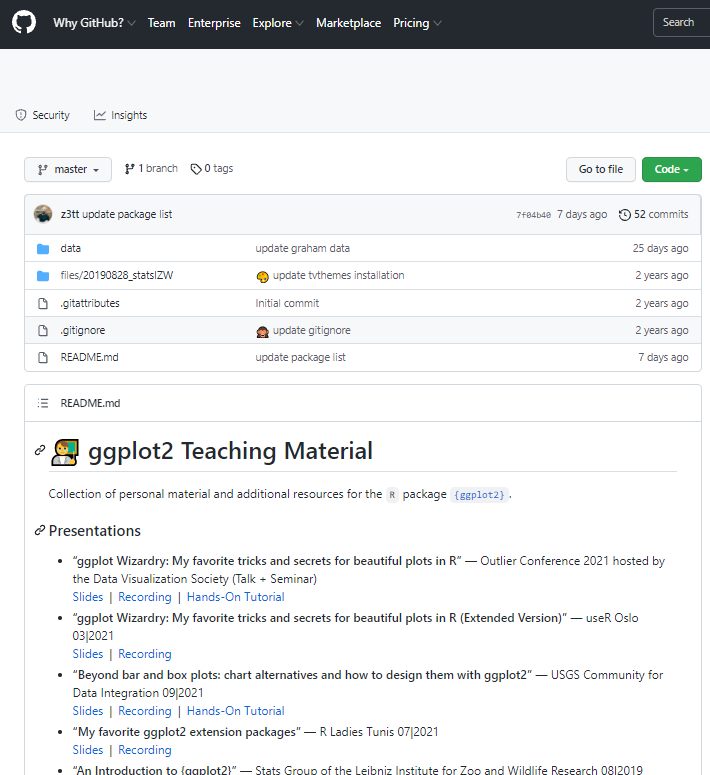 Why GitHub? Team Enterprise Explore Marketplace Pricing Search
Security Insights
master 1 branch 0 tags Go to file Code
z3tt update package list 7f04b40 7 days ago 52 commits
data update graham data 25 days ago
files/20190828_statsIZW update tvthemes installation 2 years ago
.gitattributes Initial commit 2 years ago
.gitignore update gitignore 2 years ago
README.md update package list 7 days ago
README.md
ggplot2 Teaching Material
Collection of personal material and additional resources for the R package {ggplot2}.
Presentations
• “ggplot Wizardry: My favorite tricks and secrets for beautiful plots in R” — Outlier Conference 2021 hosted by
the Data Visualization Society (Talk + Seminar)
Slides | Recording | Hands-On Tutorial
• “ggplot Wizardry: My favorite tricks and secrets for beautiful plots in R (Extended Version)” — useR Oslo
03|2021
Slides | Recording
• “Beyond bar and box plots: chart alternatives and how to design them with ggplot2” — USGS Community for
Data Integration 09|2021
Slides | Recording | Hands-On Tutorial
• “My favorite ggplot2 extension packages” — R Ladies Tunis 07|2021
Slides | Recording
• “An Introduction to {ggplot2}” — Stats Group of the Leibniz Institute for Zoo and Wildlife Research 08|2019